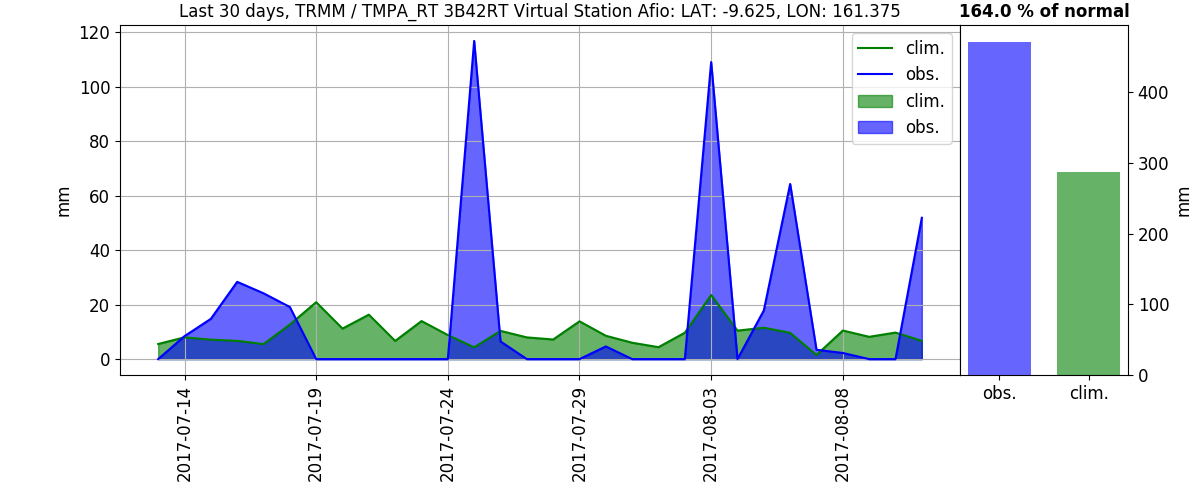 Last 30 days, TRMM / TMPA_RT 3B42RT Virtual Station Afio: LAT: -9.625, LON: 161.375
164.0 % of normal
120
100
80
60
40
20
0
mm
clim.
obs.
clim.
obs.
2017-07-14
2017-07-19
2017-07-24
2017-07-29
2017-08-03
2017-08-08
400
300
200
100
0
mm
obs.
clim.